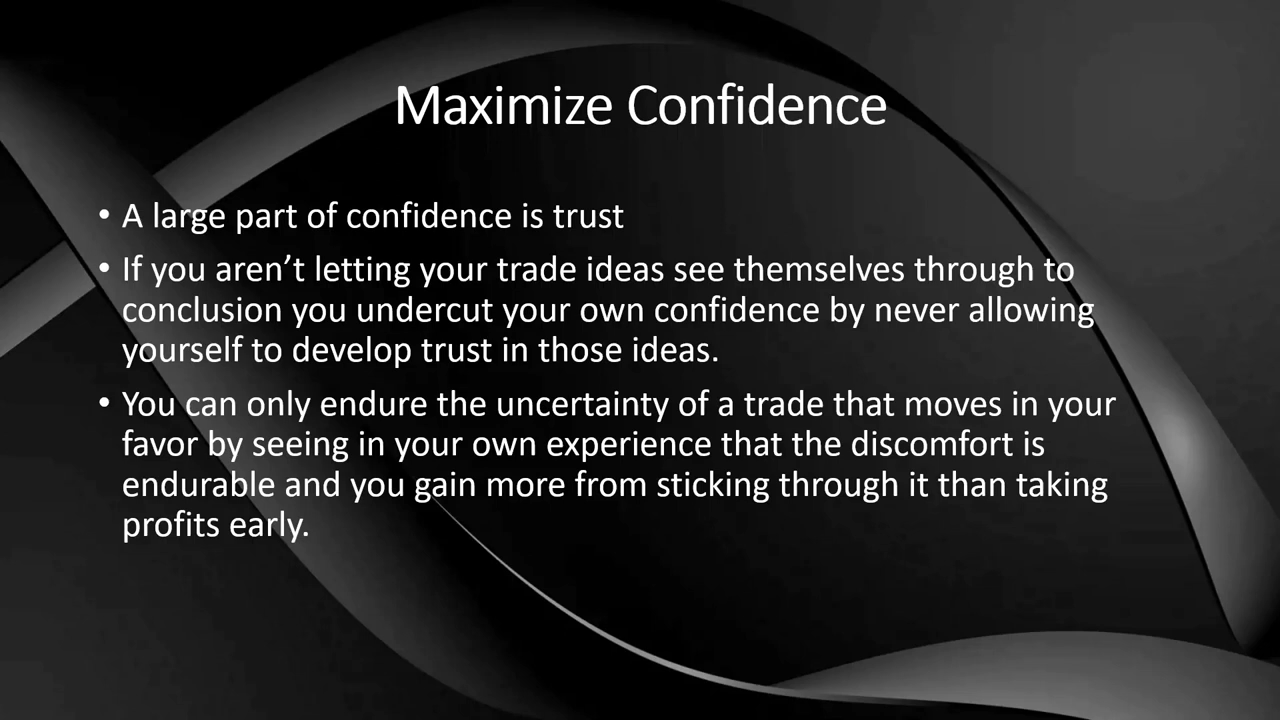 Maximize Confidence
• A large part of confidence is trust
• If you aren’t letting your trade ideas see themselves through to
conclusion you undercut your own confidence by never allowing
yourself to develop trust in those ideas.
• You can only endure the uncertainty of a trade that moves in your
favor by seeing in your own experience that the discomfort is
endurable and you gain more from sticking through it than taking
profits early.